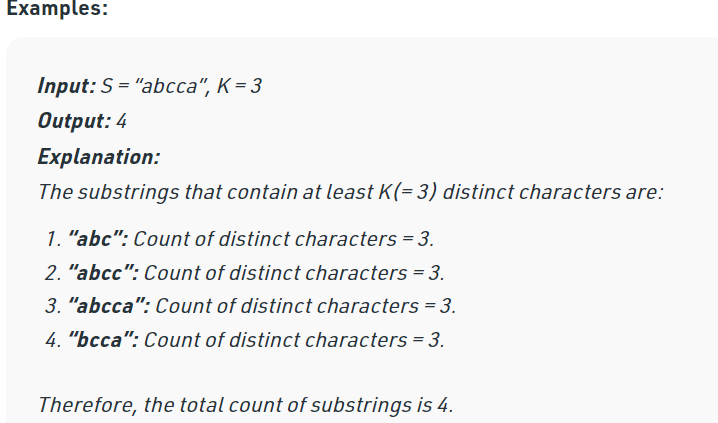 Examples:
Input: S = “abcca”, K = 3
Output: 4
Explanation:
The substrings that contain at least K(= 3) distinct characters are:
1. “abc”: Count of distinct characters = 3.
2. “abcc”: Count of distinct characters = 3.
3. “abcca”: Count of distinct characters = 3.
4. “bcca”: Count of distinct characters = 3.
Therefore, the total count of substrings is 4.